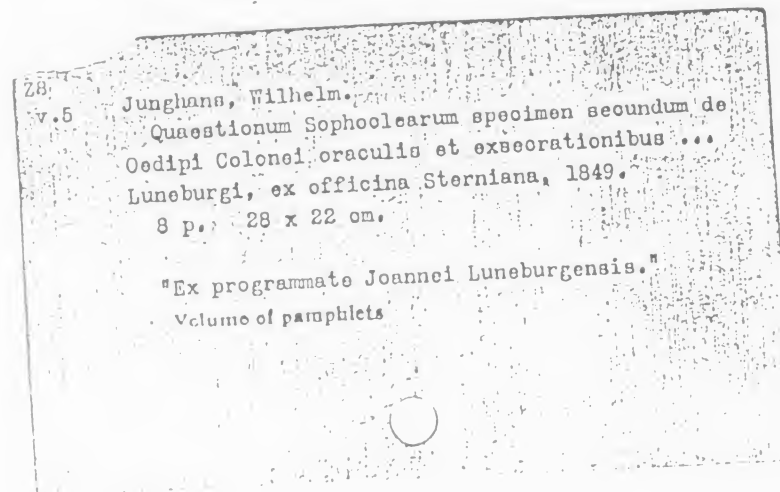 Z8
v.5 Junghans, Wilhelm.
Quaestionum Sophoclearum specimen secundum de
Oedipi Colonei oraculis et exsecrationibus ...
Luneburgi, ex officina Sterniana, 1849.
8 p. 28 x 22 cm.
"Ex programmate Joannei Luneburgensis."
Volume of pamphlets